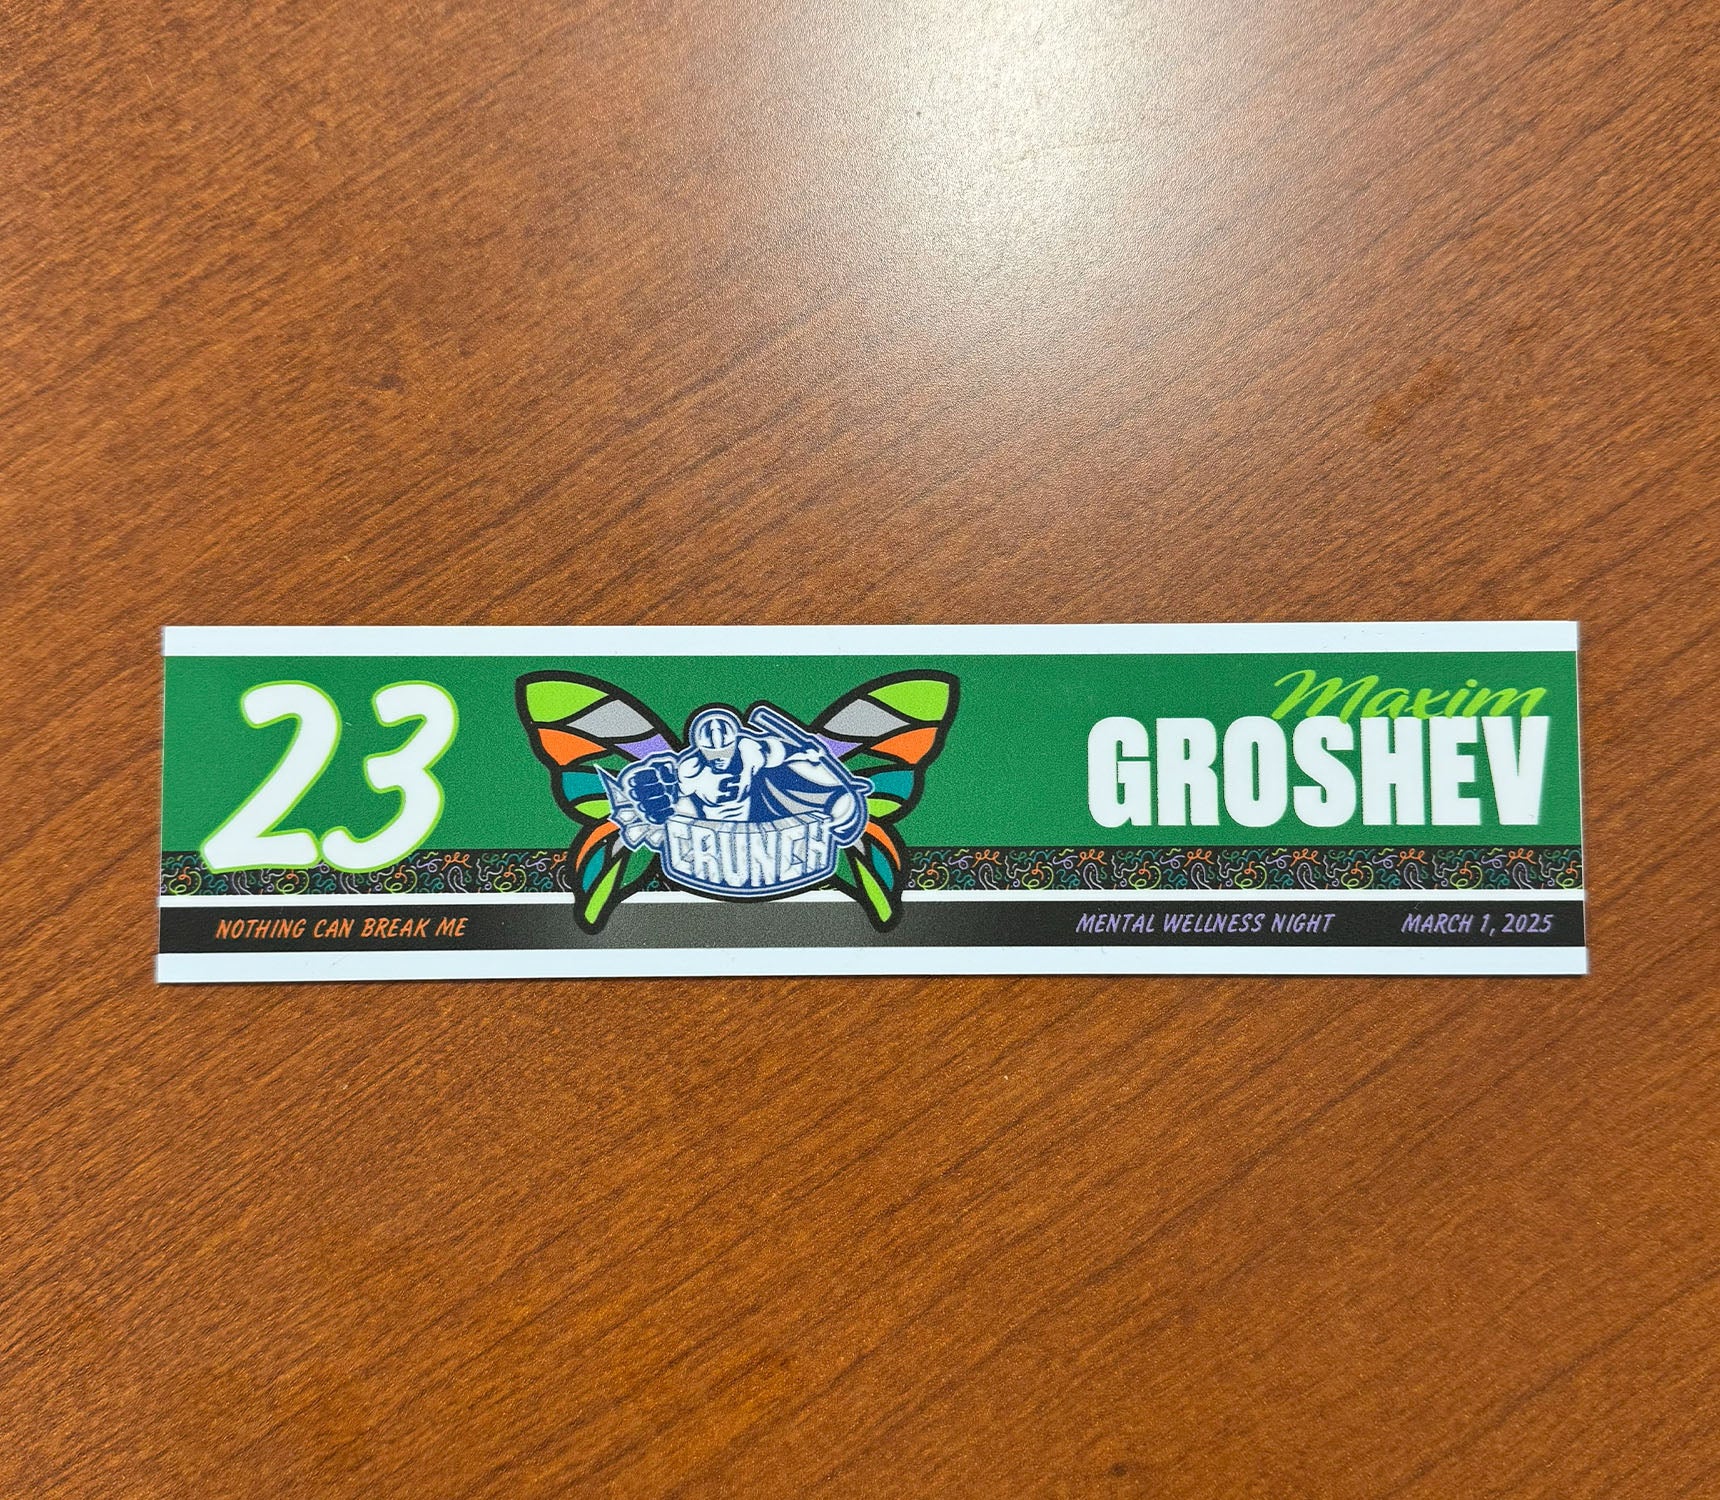 23
S
CRUNCH
Maxim
GROSHEV
NOTHING CAN BREAK ME
MENTAL WELLNESS NIGHT
MARCH 1, 2025